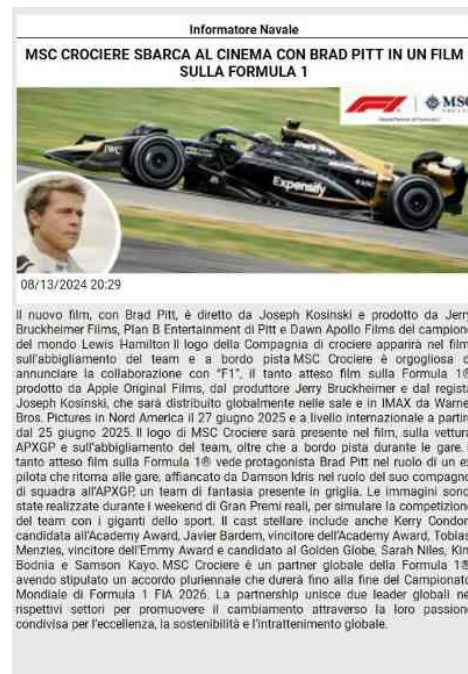 Informatore Navale
MSC CROCIERE SBARCA AL CINEMA CON BRAD PITT IN UN FILM
SULLA FORMULA 1
F1
MSC
IWC
Expensify
08/13/2024 20:29
Il nuovo film, con Brad Pitt, è diretto da Joseph Kosinski e prodotto da Jerry
Bruckheimer Films, Plan B Entertainment di Pitt e Dawn Apollo Films del campione
del mondo Lewis Hamilton Il logo della Compagnia di crociere apparirà nel film,
sull'abbigliamento del team e a bordo pista MSC Crociere è orgogliosa
annunciare la collaborazione con "F1", il tanto atteso film sulla Formula 1®
prodotto da Apple Original Films, dal produttore Jerry Bruckheimer e dal regista
Joseph Kosinski, che sarà distribuito globalmente nelle sale e in IMAX da Warner
Bros. Pictures in Nord America il 27 giugno 2025 e a livello internazionale a partire
dal 25 giugno 2025. Il logo di MSC Crociere sarà presente nel film, sulla vettura
APXGP e sull'abbigliamento del team, oltre che a bordo pista durante le gare.
tanto atteso film sulla Formula 1® vede protagonista Brad Pitt nel ruolo di un ex
pilota che ritorna alle gare, affiancato da Damson Idris nel ruolo del suo compagno
di squadra all'APXGP, un team di fantasia presente in griglia. Le immagini sono
state realizzate durante i weekend di Gran Premi reali, per simulare la competizione
del team con i giganti dello sport. Il cast stellare include anche Kerry Condon,
candidata all'Academy Award, Javier Bardem, vincitore dell'Academy Award, Tobias
Menzies, vincitore dell'Emmy Award e candidato al Golden Globe, Sarah Niles, Kim
Bodnia e Samson Kayo. MSC Crociere è un partner globale della Formula 1®
avendo stipulato un accordo pluriennale che durerà fino alla fine del Campionato
Mondiale di Formula 1 FIA 2026. La partnership unisce due leader globali nei
rispettivi settori per promuovere il cambiamento attraverso la loro passione
condivisa per l'eccellenza, la sostenibilità e l'intrattenimento globale.